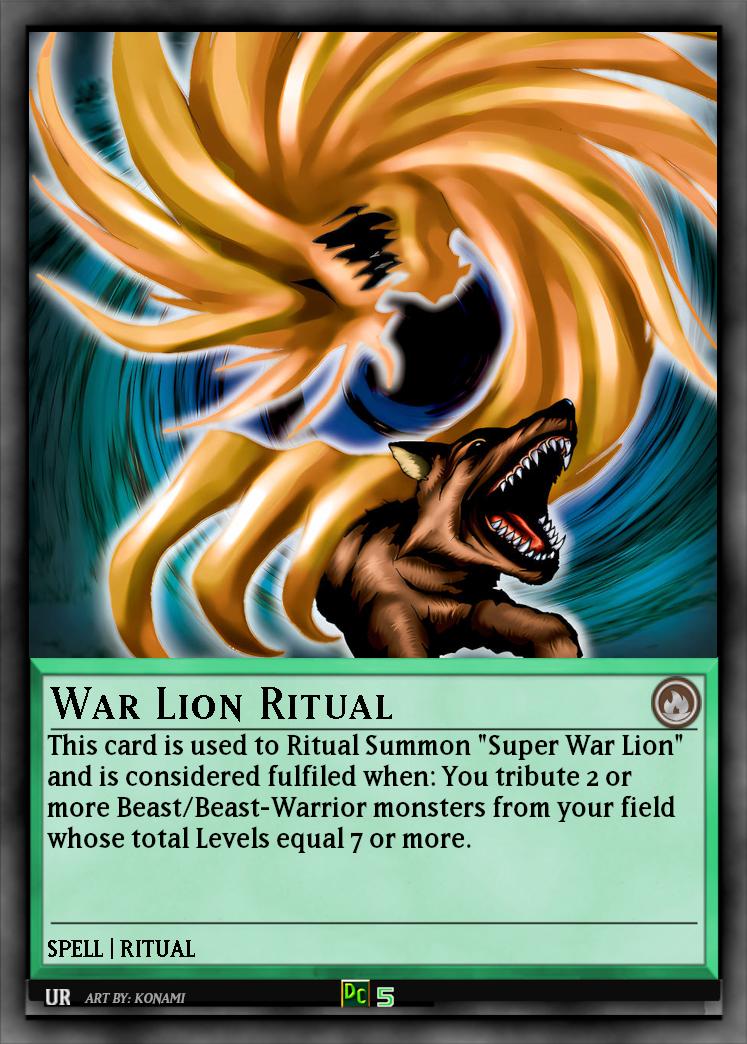 War Lion Ritual
This card is used to Ritual Summon "Super War Lion"
and is considered fulfiled when: You tribute 2 or
more Beast/Beast-Warrior monsters from your field
whose total Levels equal 7 or more.
SPELL | RITUAL
UR ART BY: KONAMI DC 5